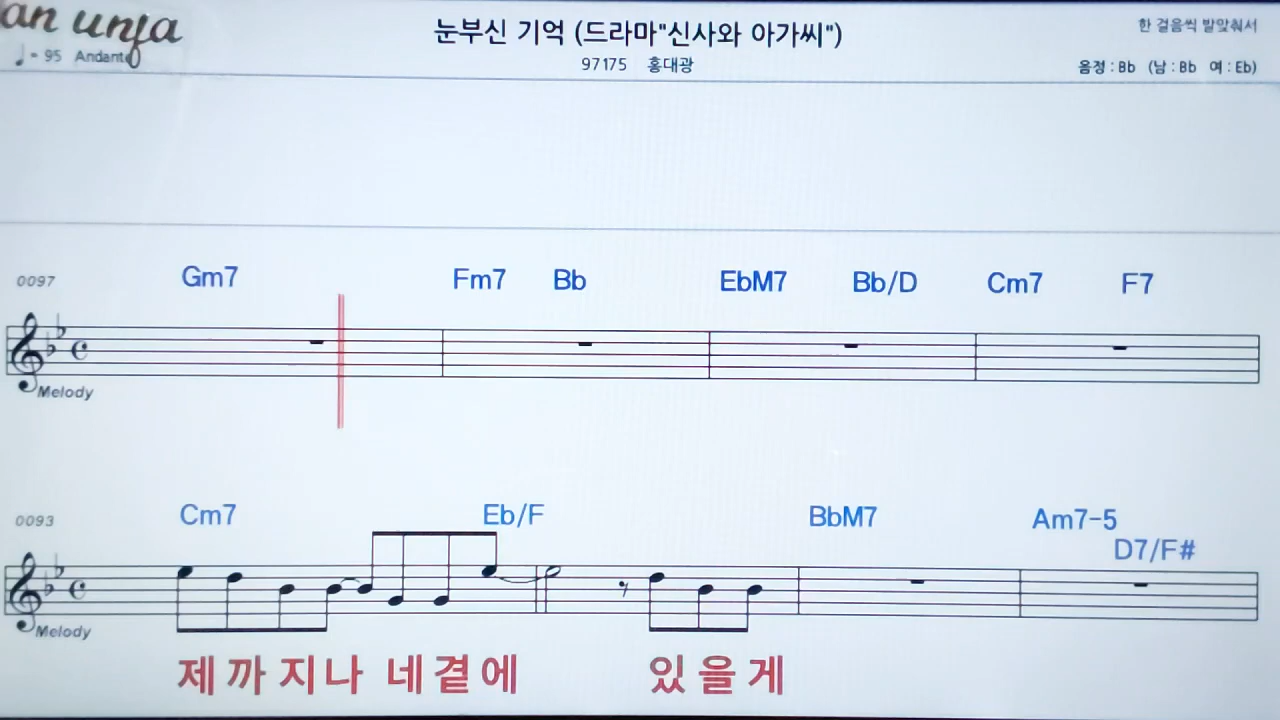 an unja
♩= 95 Andante
눈부신 기억 (드라마"신사와 아가씨")
97175 홍대광
한 걸음씩 발맞춰서
음정 : Bb (남 : Bb 여 : Eb)
0097
Gm7 Fm7 Bb EbM7 Bb/D Cm7 F7
Melody
0093
Cm7 Eb/F BbM7 Am7-5
D7/F#
Melody
제 까 지나 네 곁에 있 을 게